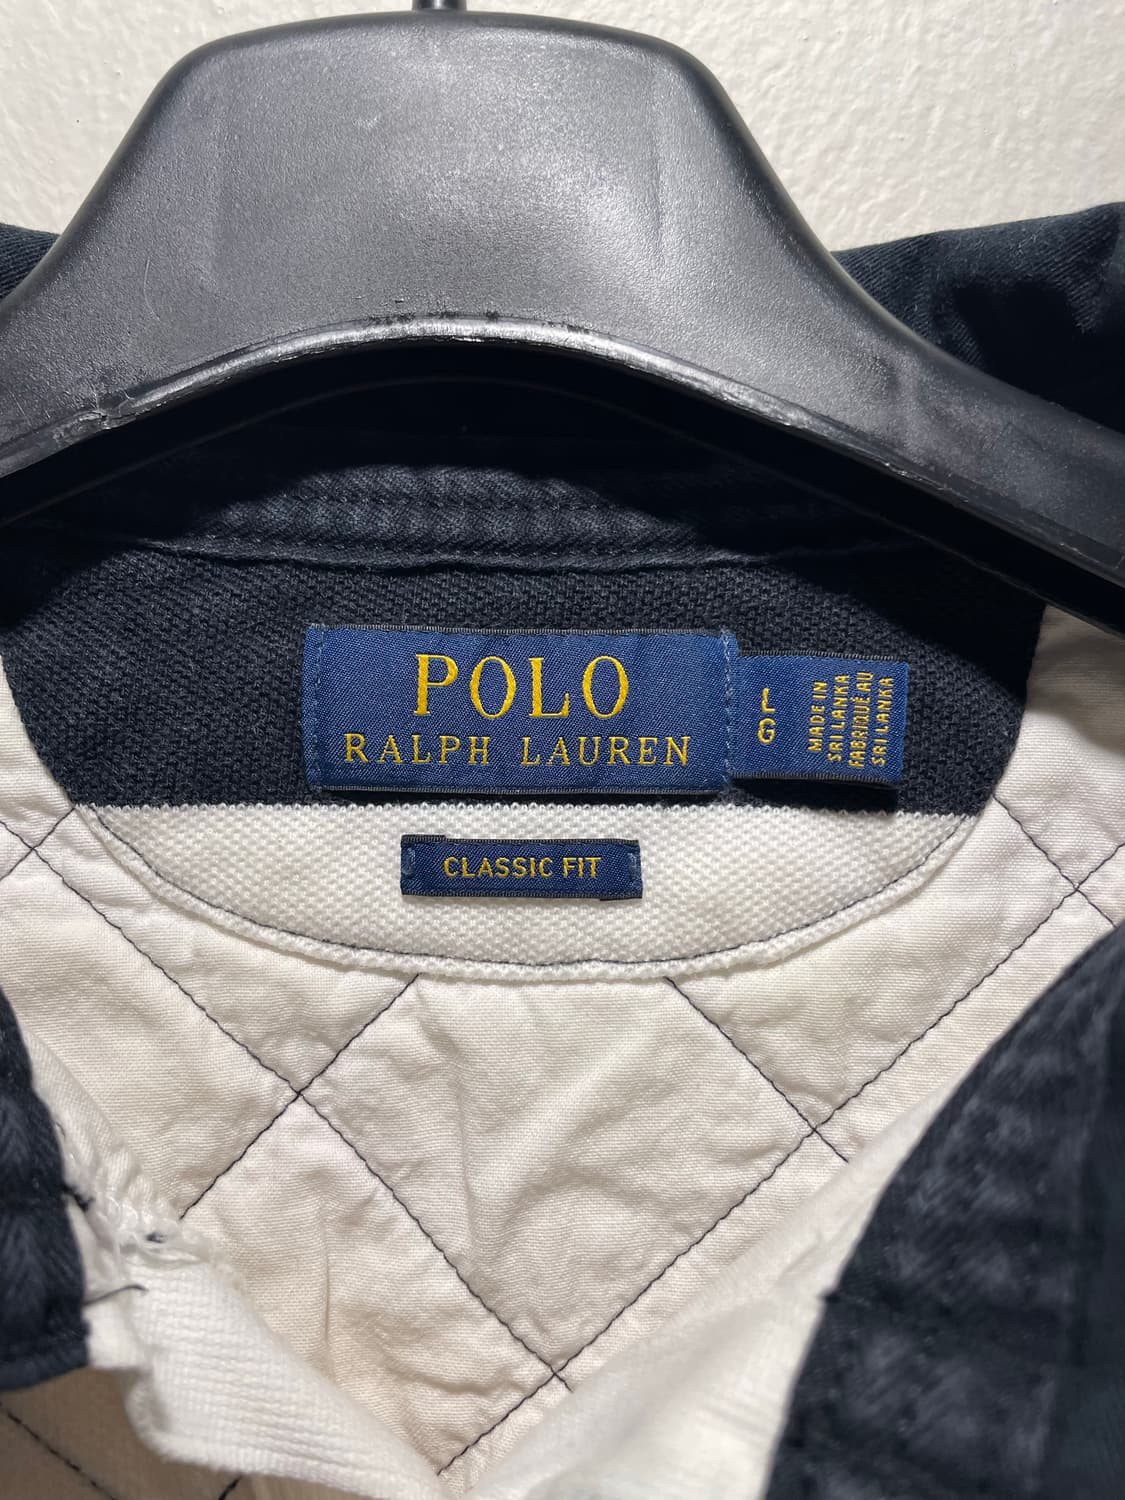 POLO
RALPH LAUREN
L
G
MADE IN
SRI LANKA
FABRIQUÉ AU
SRI LANKA
CLASSIC FIT